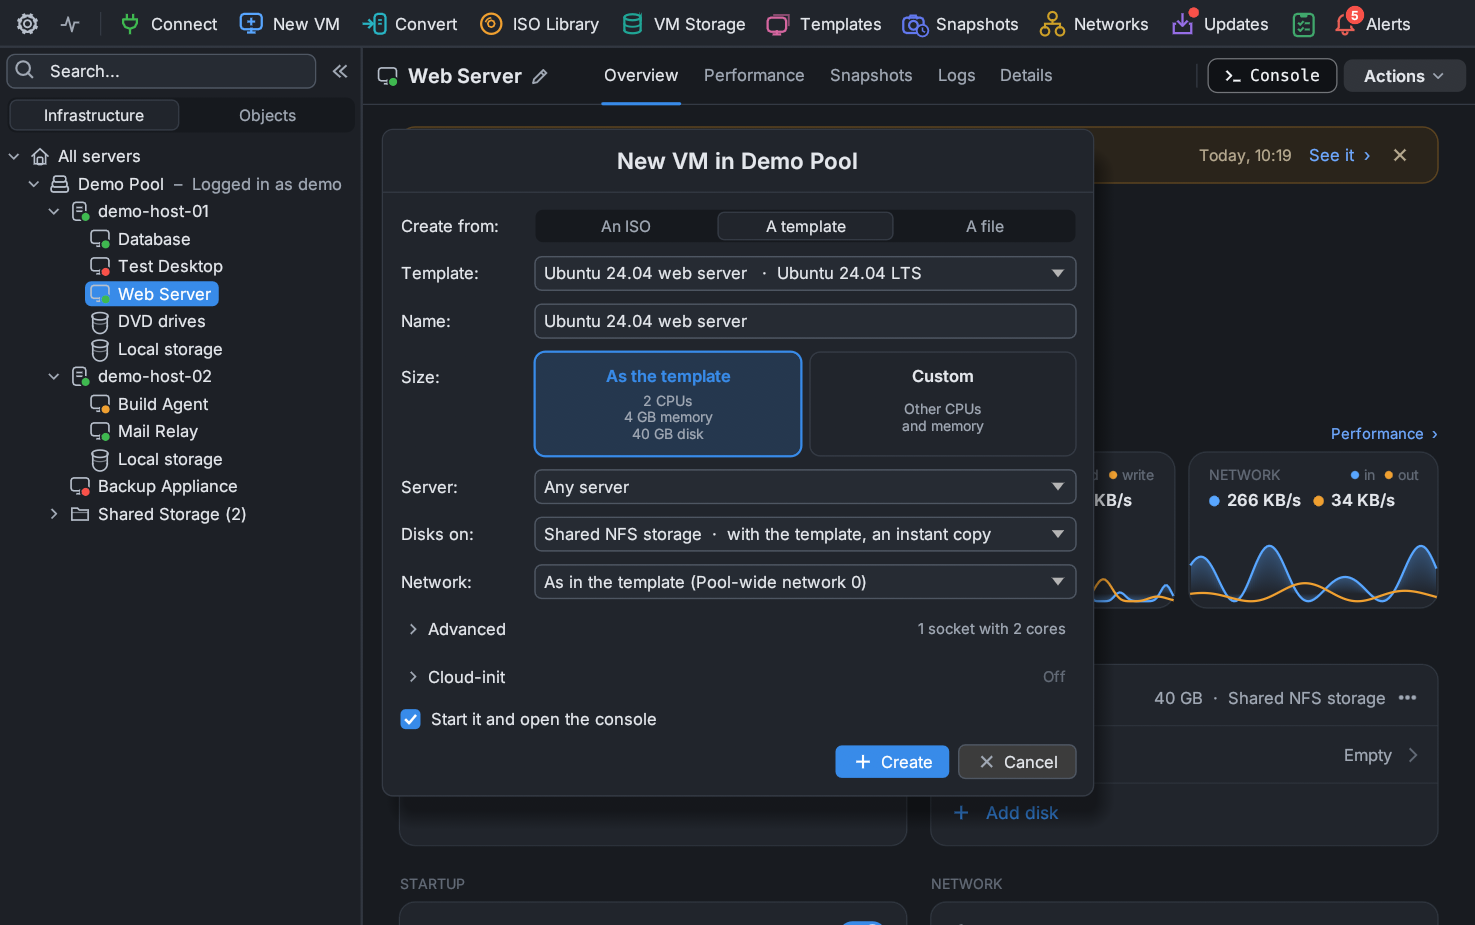 Connect
New VM
Convert
ISO Library
VM Storage
Templates
Snapshots
Networks
Updates
5
Alerts
Search...
Web Server
Overview
Performance
Snapshots
Logs
Details
Console
Actions
Infrastructure
Objects
All servers
Demo Pool – Logged in as demo
demo-host-01
Database
Test Desktop
Web Server
DVD drives
Local storage
demo-host-02
Build Agent
Mail Relay
Local storage
Backup Appliance
Shared Storage (2)
Today, 10:19
See it ›
New VM in Demo Pool
Create from:
An ISO
A template
A file
Template:
Ubuntu 24.04 web server · Ubuntu 24.04 LTS
Name:
Ubuntu 24.04 web server
Size:
As the template
2 CPUs
4 GB memory
40 GB disk
Custom
Other CPUs
and memory
Server:
Any server
Disks on:
Shared NFS storage · with the template, an instant copy
Network:
As in the template (Pool-wide network 0)
Advanced
1 socket with 2 cores
Cloud-init
Off
Start it and open the console
Create
Cancel
Performance ›
write
KB/s
NETWORK
in
out
266 KB/s
34 KB/s
40 GB · Shared NFS storage
Empty
Add disk
STARTUP
NETWORK